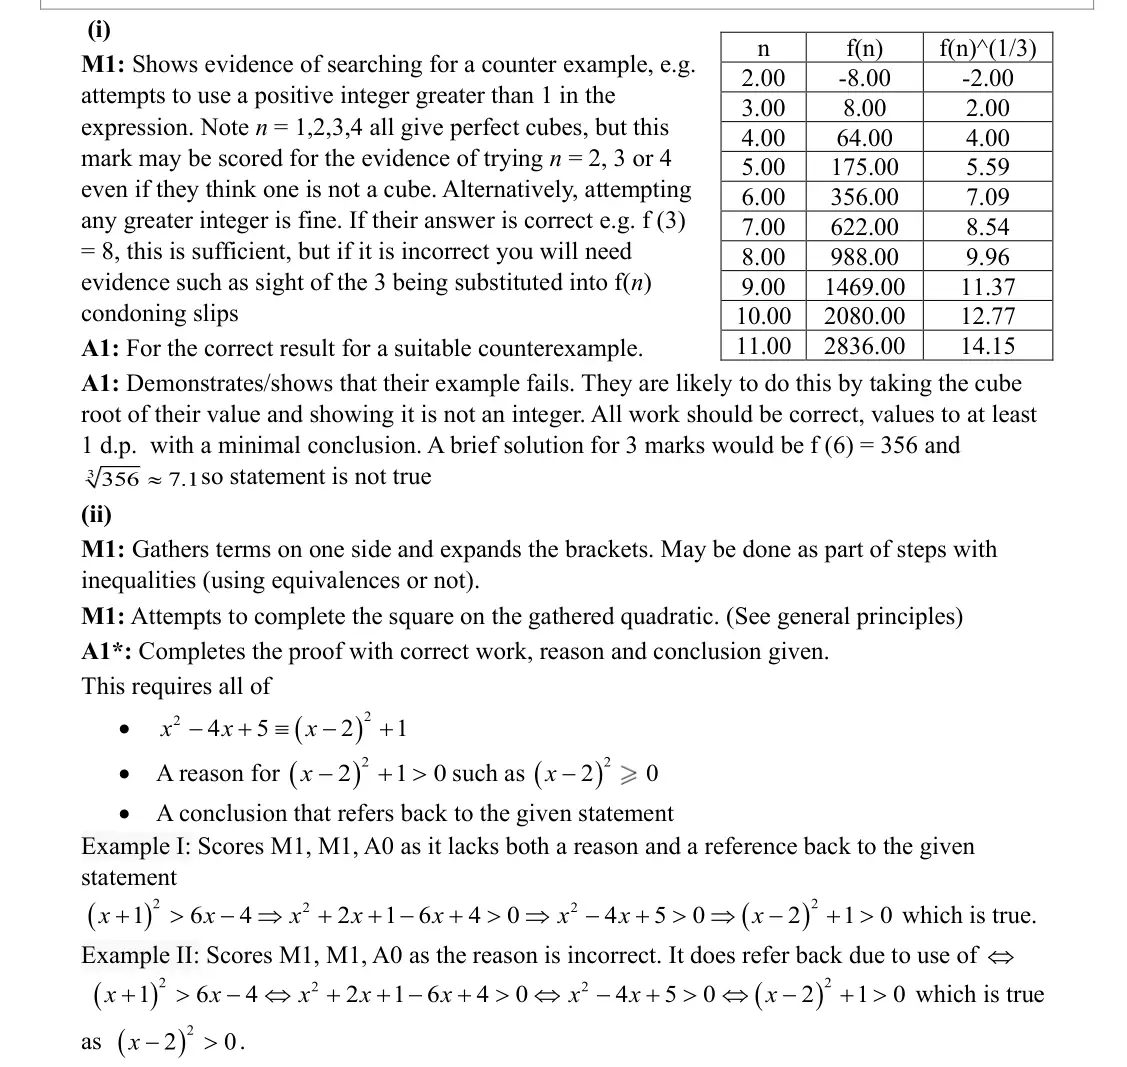 (i)
M1: Shows evidence of searching for a counter example, e.g.
attempts to use a positive integer greater than 1 in the
expression. Note n = 1,2,3,4 all give perfect cubes, but this
mark may be scored for the evidence of trying n = 2, 3 or 4
even if they think one is not a cube. Alternatively, attempting
any greater integer is fine. If their answer is correct e.g. f (3)
= 8, this is sufficient, but if it is incorrect you will need
evidence such as sight of the 3 being substituted into f(n)
condoning slips
A1: For the correct result for a suitable counterexample.
n f(n) f(n)^(1/3)
2.00 -8.00 -2.00
3.00 8.00 2.00
4.00 64.00 4.00
5.00 175.00 5.59
6.00 356.00 7.09
7.00 622.00 8.54
8.00 988.00 9.96
9.00 1469.00 11.37
10.00 2080.00 12.77
11.00 2836.00 14.15
A1: Demonstrates/shows that their example fails. They are likely to do this by taking the cube
root of their value and showing it is not an integer. All work should be correct, values to at least
1 d.p. with a minimal conclusion. A brief solution for 3 marks would be f (6) = 356 and
∛356 ≈ 7.1 so statement is not true
(ii)
M1: Gathers terms on one side and expands the brackets. May be done as part of steps with
inequalities (using equivalences or not).
M1: Attempts to complete the square on the gathered quadratic. (See general principles)
A1*: Completes the proof with correct work, reason and conclusion given.
This requires all of
• x² − 4x + 5 ≡ (x − 2)² + 1
• A reason for (x − 2)² + 1 > 0 such as (x − 2)² ⩾ 0
• A conclusion that refers back to the given statement
Example I: Scores M1, M1, A0 as it lacks both a reason and a reference back to the given
statement
(x + 1)² > 6x − 4 ⇒ x² + 2x + 1 − 6x + 4 > 0 ⇒ x² − 4x + 5 > 0 ⇒ (x − 2)² + 1 > 0 which is true.
Example II: Scores M1, M1, A0 as the reason is incorrect. It does refer back due to use of ⇔
(x + 1)² > 6x − 4 ⇔ x² + 2x + 1 − 6x + 4 > 0 ⇔ x² − 4x + 5 > 0 ⇔ (x − 2)² + 1 > 0 which is true
as (x − 2)² > 0.